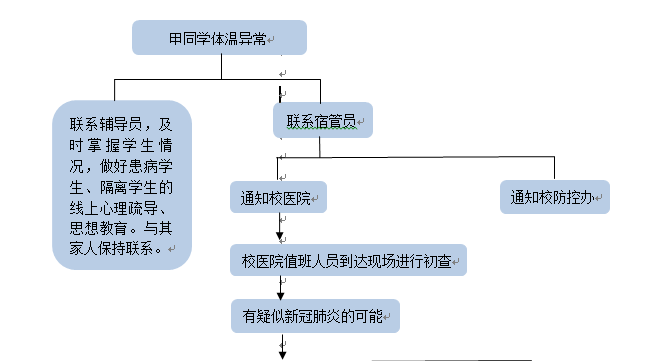 甲同学体温异常
联系辅导员，及
时掌握学生情
况，做好患病学
生、隔离学生的
线上心理疏导、
思想教育。与其
家人保持联系。
联系宿管员
通知校医院
通知校防控办
校医院值班人员到达现场进行初查
有疑似新冠肺炎的可能